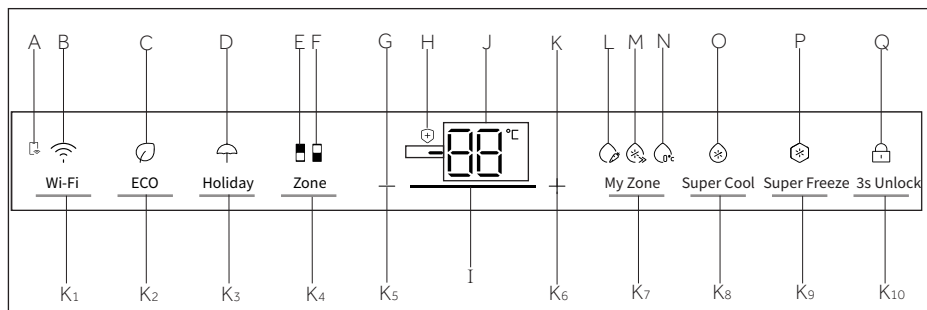 A B C D E F G H J K L M N O P Q
88 °C
0°c
Wi-Fi ECO Holiday Zone My Zone Super Cool Super Freeze 3s Unlock
K1 K2 K3 K4 K5 I K6 K7 K8 K9 K10